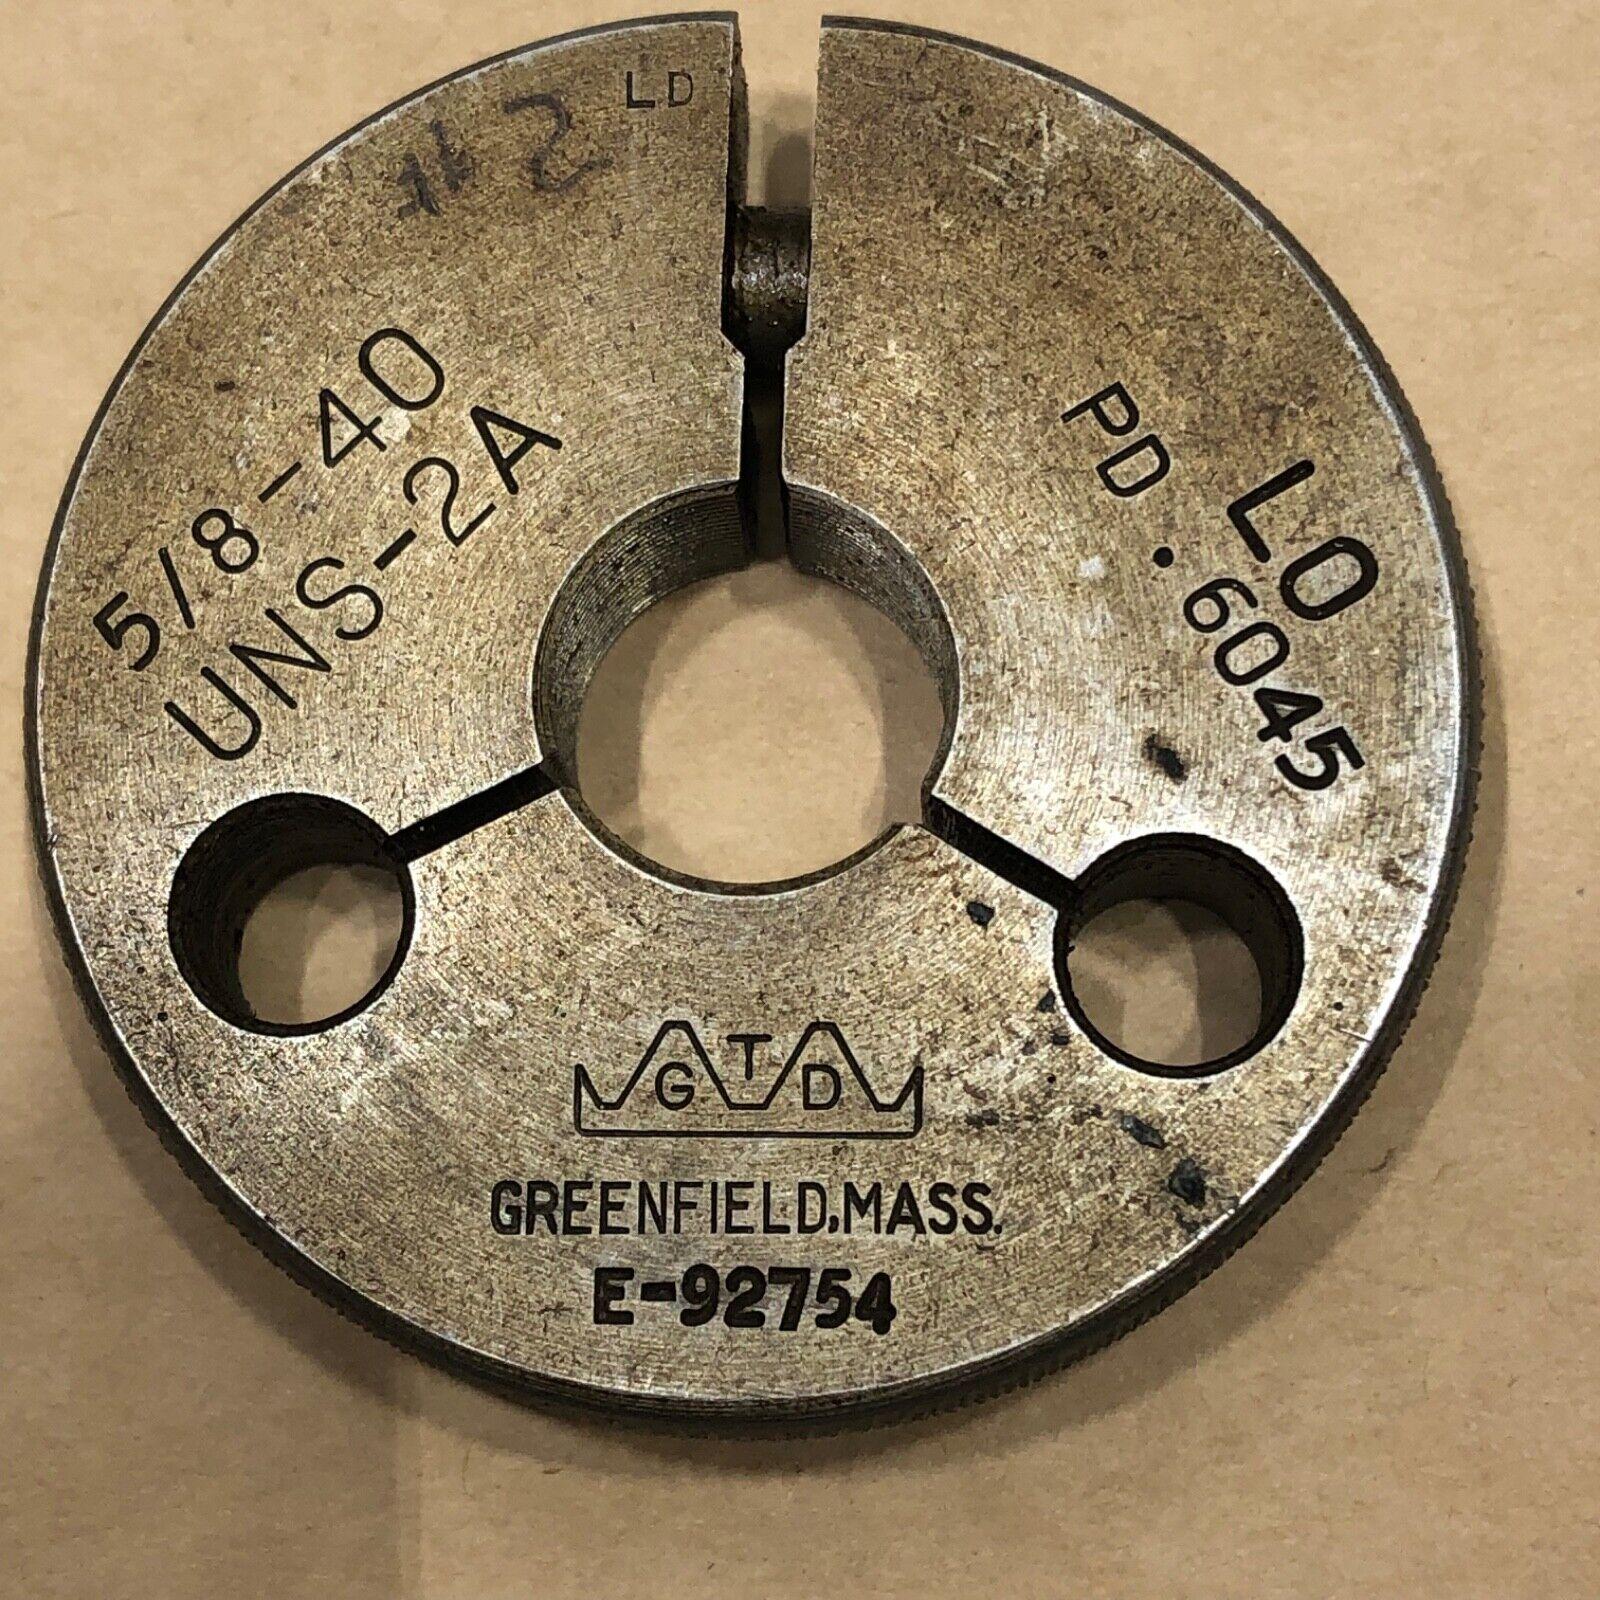 LD
#2
5/8-40
UNS-2A
LO
PD .6045
GTD
GREENFIELD, MASS.
E-92754